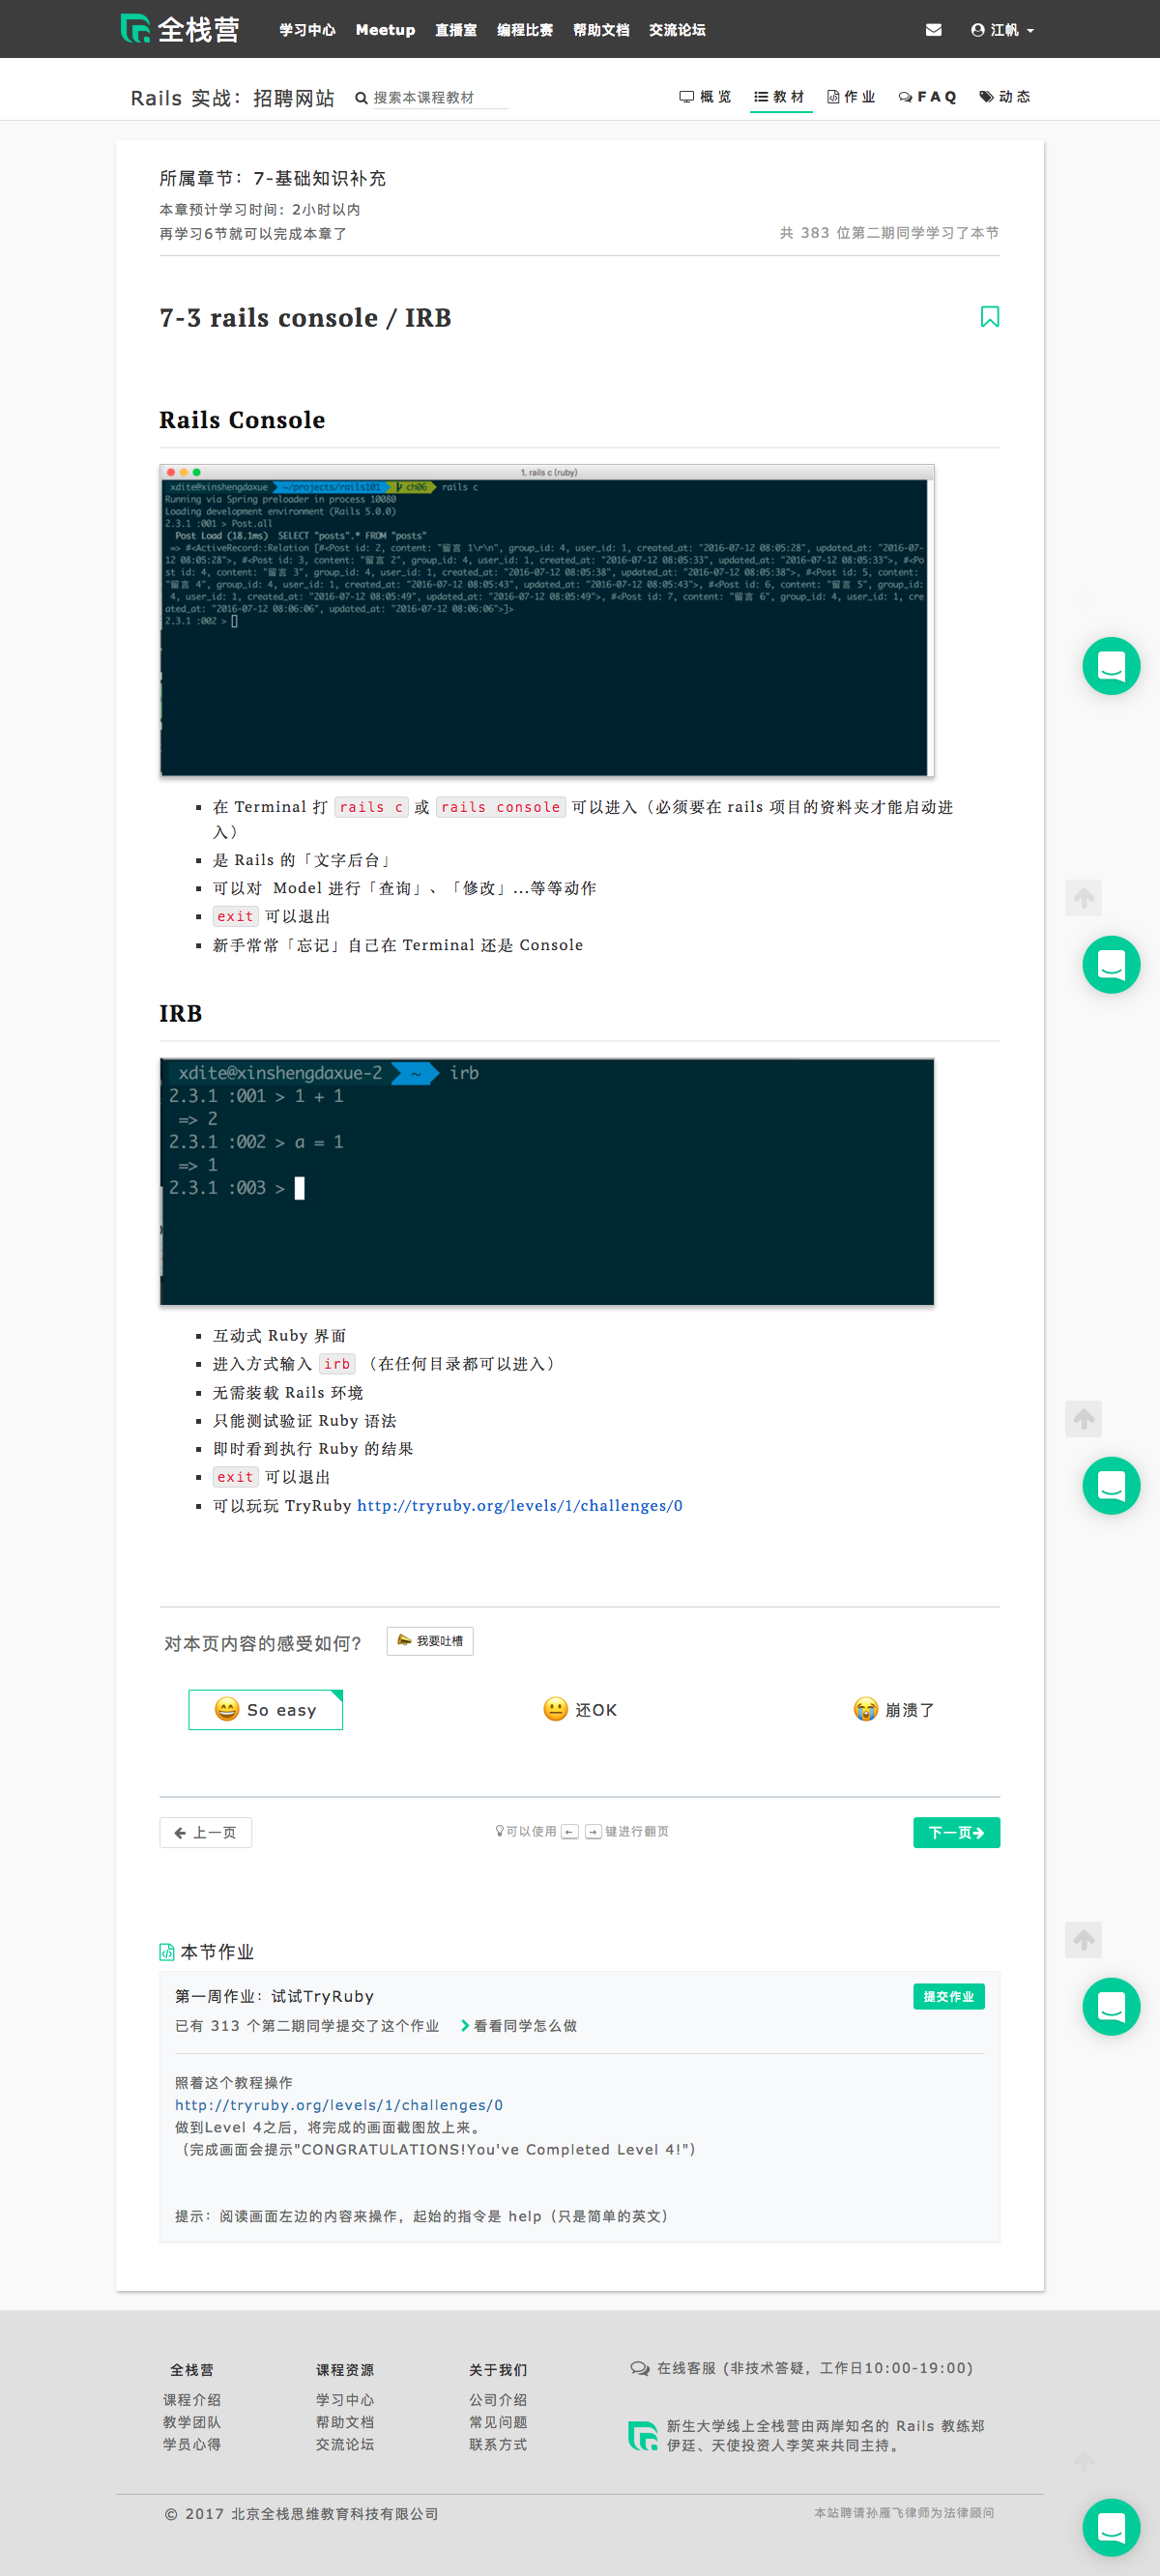 全栈营 学习中心 Meetup 直播室 编程比赛 帮助文档 交流论坛 江帆
Rails 实战：招聘网站 搜索本课程教材 概览 教材 作业 FAQ 动态
所属章节：7-基础知识补充
本章预计学习时间：2小时以内
再学习6节就可以完成本章了 共 383 位第二期同学学习了本节
7-3 rails console / IRB
Rails Console
1. rails c (ruby)
xdite@xinshengdaxue ~/projects/rails101 ch06 rails c
Running via Spring preloader in process 10080
Loading development environment (Rails 5.0.0)
2.3.1 :001 > Post.all
Post Load (18.1ms) SELECT "posts".* FROM "posts"
=> #<ActiveRecord::Relation [#<Post id: 2, content: "留言 1\r\n", group_id: 4, user_id: 1, created_at: "2016-07-12 08:05:28", updated_at: "2016-07-
12 08:05:28">, #<Post id: 3, content: "留言 2", group_id: 4, user_id: 1, created_at: "2016-07-12 08:05:33", updated_at: "2016-07-12 08:05:33">, #<Po
st id: 4, content: "留言 3", group_id: 4, user_id: 1, created_at: "2016-07-12 08:05:38", updated_at: "2016-07-12 08:05:38">, #<Post id: 5, content:
"留言 4", group_id: 4, user_id: 1, created_at: "2016-07-12 08:05:43", updated_at: "2016-07-12 08:05:43">, #<Post id: 6, content: "留言 5", group_id:
4, user_id: 1, created_at: "2016-07-12 08:05:49", updated_at: "2016-07-12 08:05:49">, #<Post id: 7, content: "留言 6", group_id: 4, user_id: 1, cre
ated_at: "2016-07-12 08:06:06", updated_at: "2016-07-12 08:06:06">]>
2.3.1 :002 >
在 Terminal 打 rails c 或 rails console 可以进入（必须要在 rails 项目的资料夹才能启动进
入）
是 Rails 的「文字后台」
可以对 Model 进行「查询」、「修改」...等等动作
exit 可以退出
新手常常「忘记」自己在 Terminal 还是 Console
IRB
xdite@xinshengdaxue-2 ~ irb
2.3.1 :001 > 1 + 1
=> 2
2.3.1 :002 > a = 1
=> 1
2.3.1 :003 >
互动式 Ruby 界面
进入方式输入 irb （在任何目录都可以进入）
无需装载 Rails 环境
只能测试验证 Ruby 语法
即时看到执行 Ruby 的结果
exit 可以退出
可以玩玩 TryRuby http://tryruby.org/levels/1/challenges/0
对本页内容的感受如何? 我要吐槽
So easy 还OK 崩溃了
← 上一页 可以使用 ← → 键进行翻页 下一页→
本节作业
第一周作业：试试TryRuby 提交作业
已有 313 个第二期同学提交了这个作业 看看同学怎么做
照着这个教程操作
http://tryruby.org/levels/1/challenges/0
做到Level 4之后，将完成的画面截图放上来。
（完成画面会提示"CONGRATULATIONS!You've Completed Level 4!"）
提示：阅读画面左边的内容来操作，起始的指令是 help（只是简单的英文）
全栈营 课程资源 关于我们 在线客服 (非技术答疑，工作日10:00-19:00)
课程介绍 学习中心 公司介绍
教学团队 帮助文档 常见问题 新生大学线上全栈营由两岸知名的 Rails 教练郑
学员心得 交流论坛 联系方式 伊廷、天使投资人李笑来共同主持。
© 2017 北京全栈思维教育科技有限公司 本站聘请孙雁飞律师为法律顾问